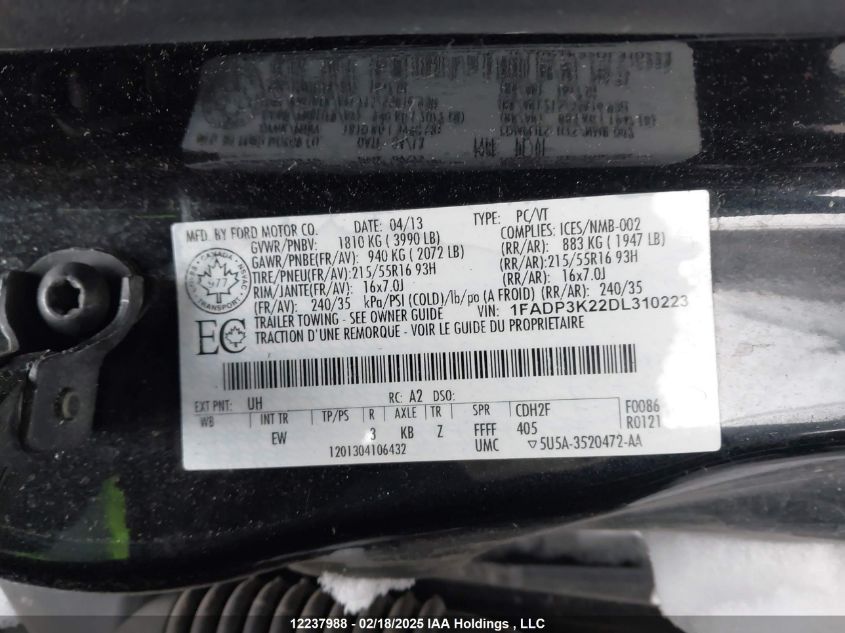 MFD. BY FORD MOTOR CO. DATE: 04/13 TYPE: PC/VT
GVWR/PNBV: 1810 KG ( 3990 LB) COMPLIES: ICES/NMB-002
GAWR/PNBE(FR/AV): 940 KG ( 2072 LB) (RR/AR): 883 KG ( 1947 LB)
TIRE/PNEU(FR/AV):215/55R16 93H (RR/AR):215/55R16 93H
RIM/JANTE(FR/AV): 16x7.0J (RR/AR): 16x7.0J
(FR/AV): 240/35 kPa/PSI (COLD)/lb/po (A FROID) (RR/AR): 240/35
TRAILER TOWING - SEE OWNER GUIDE VIN: 1FADP3K22DL310223
TRACTION D'UNE REMORQUE - VOIR LE GUIDE DU PROPRIETAIRE
CANADA
977
TRANSPORT
EC
EXT PNT: UH RC: A2 DSO:
WB INT TR TP/PS R AXLE TR SPR CDH2F F0086
EW 3 KB Z FFFF 405 R0121
1201304106432 UMC ▽5U5A-3520472-AA
12237988 - 02/18/2025 IAA Holdings , LLC